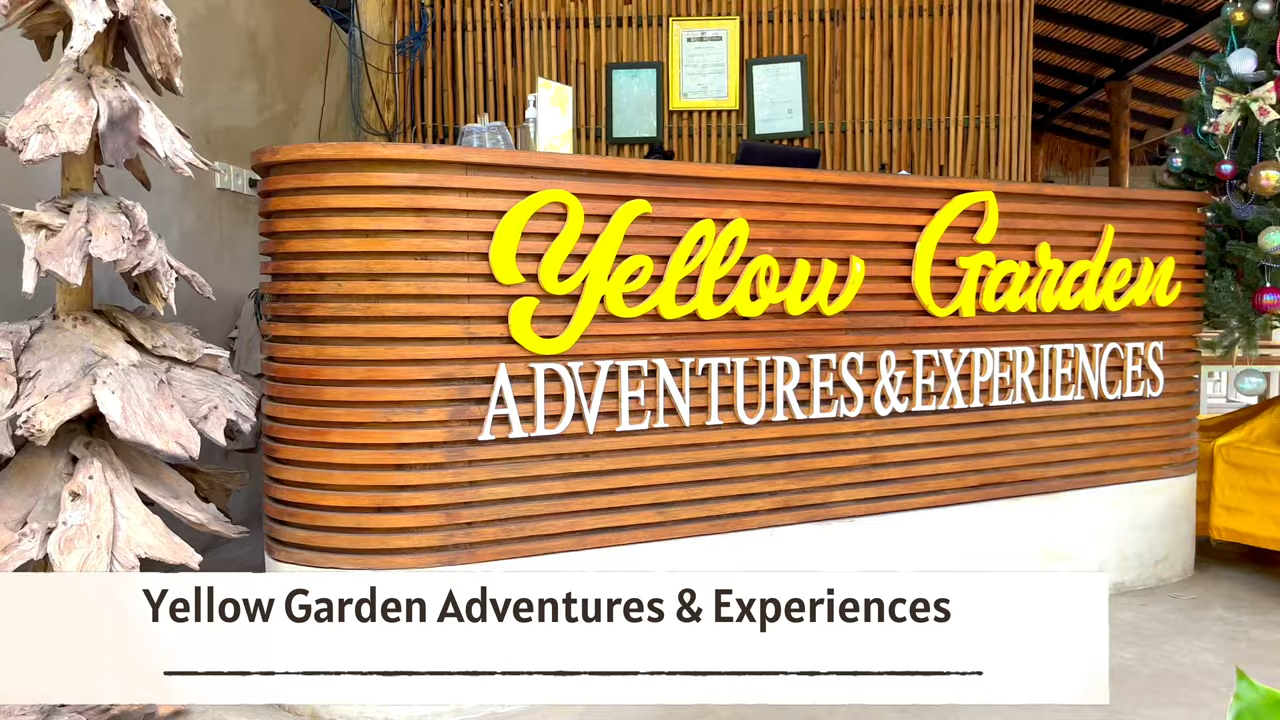 Yellow Garden
ADVENTURES & EXPERIENCES
Yellow Garden Adventures & Experiences